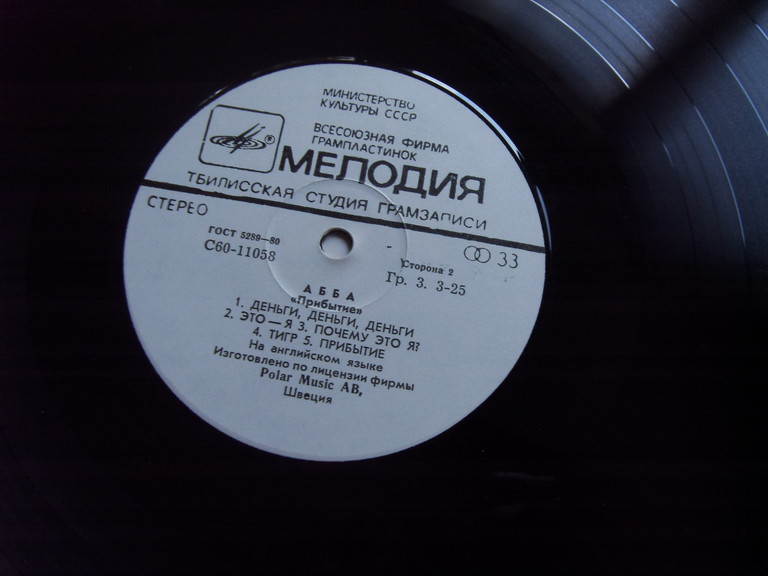 МИНИСТЕРСТВО
КУЛЬТУРЫ СССР
ВСЕСОЮЗНАЯ ФИРМА
ГРАМПЛАСТИНОК
®
МЕЛОДИЯ
ТБИЛИССКАЯ СТУДИЯ ГРАМЗАПИСИ
СТЕРЕО
33
ГОСТ 5289—80
С60-11058
Сторона 2
Гр. 3. 3-25
АББА
«Прибытие»
1. ДЕНЬГИ, ДЕНЬГИ, ДЕНЬГИ
2. ЭТО — Я 3. ПОЧЕМУ ЭТО Я?
4. ТИГР 5. ПРИБЫТИЕ
На английском языке
Изготовлено по лицензии фирмы
Polar Music AB,
Швеция